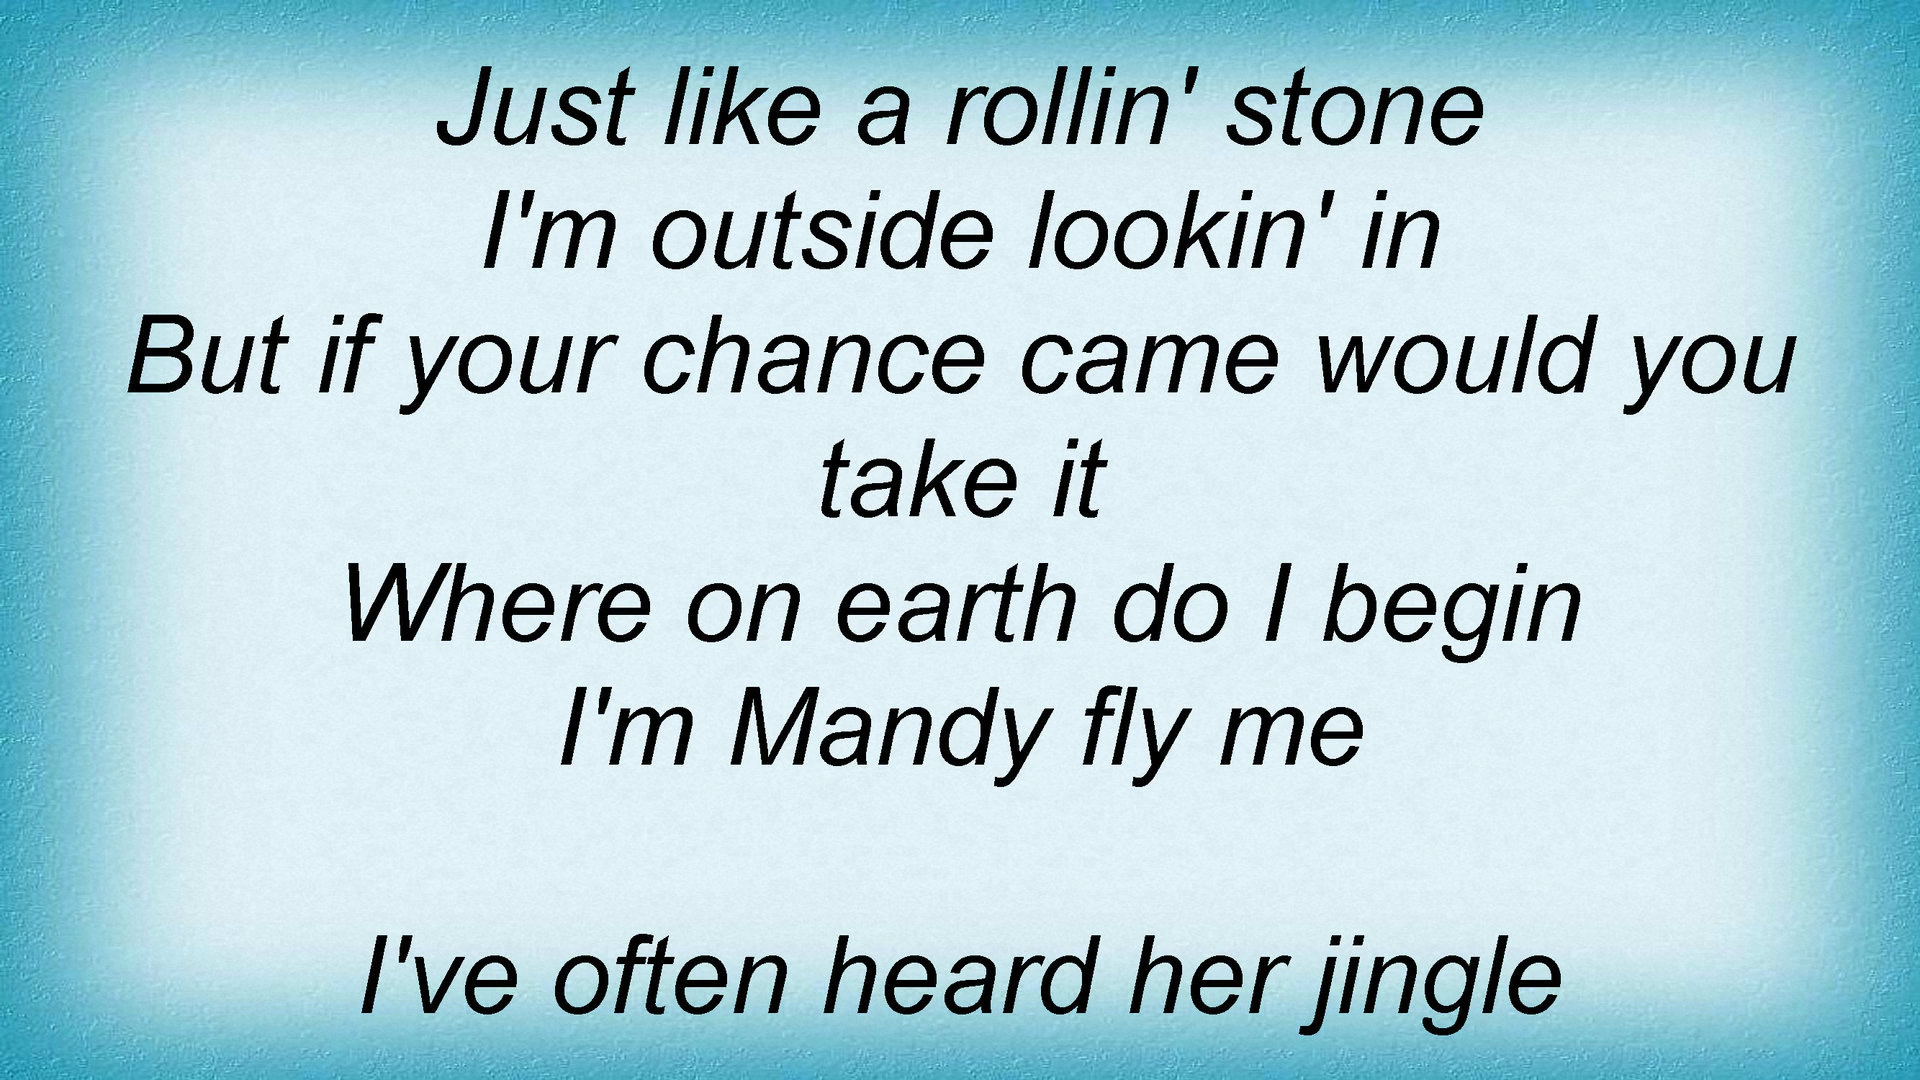 Just like a rollin' stone
I'm outside lookin' in
But if your chance came would you
take it
Where on earth do I begin
I'm Mandy fly me
I've often heard her jingle